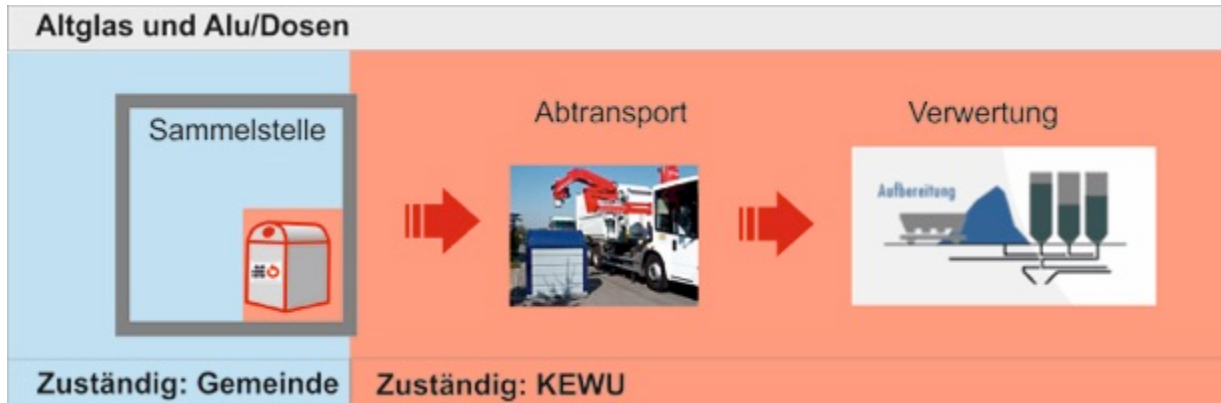 Altglas und Alu/Dosen
Sammelstelle
Abtransport
Verwertung
Aufbereitung
Zuständig: Gemeinde
Zuständig: KEWU